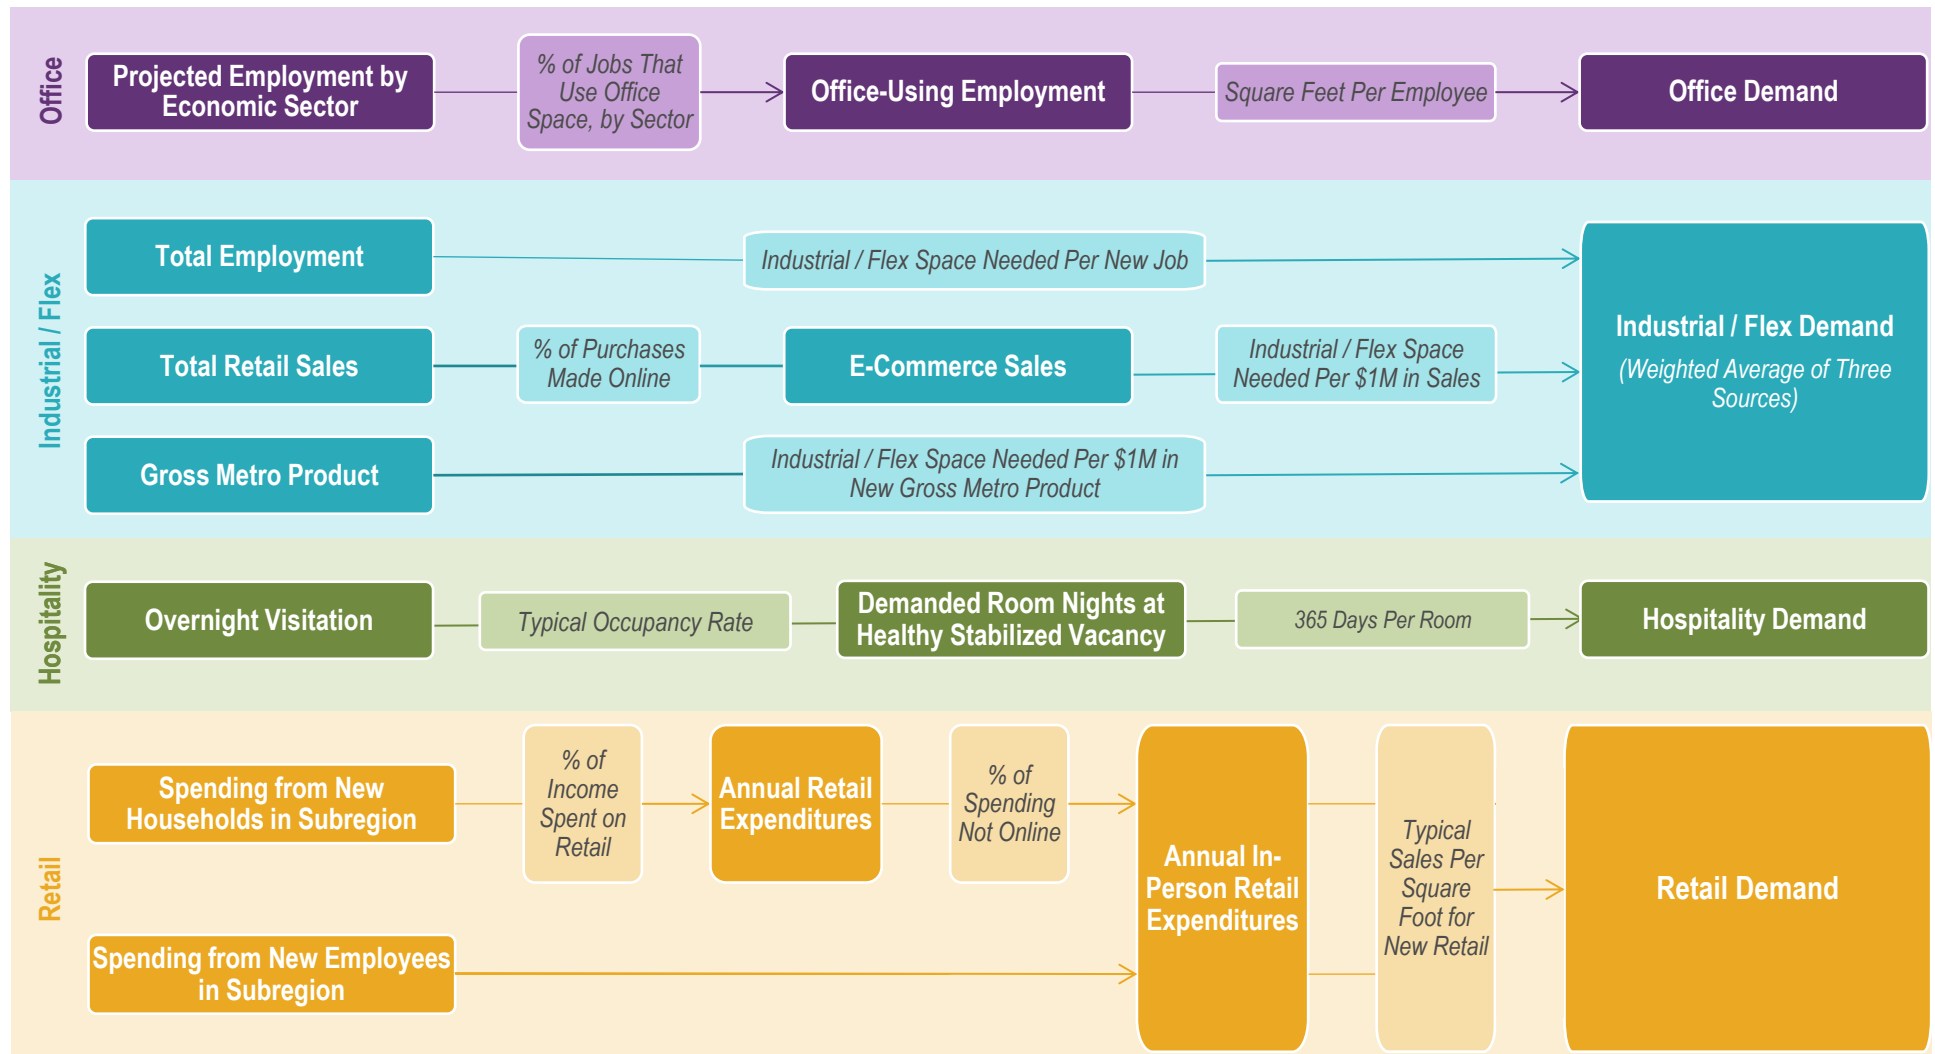 Office
Projected Employment by
Economic Sector
% of Jobs That
Use Office
Space, by Sector
Office-Using Employment
Square Feet Per Employee
Office Demand
Industrial / Flex
Total Employment
Industrial / Flex Space Needed Per New Job
Total Retail Sales
% of Purchases
Made Online
E-Commerce Sales
Industrial / Flex Space
Needed Per $1M in Sales
Gross Metro Product
Industrial / Flex Space Needed Per $1M in
New Gross Metro Product
Industrial / Flex Demand
(Weighted Average of Three
Sources)
Hospitality
Overnight Visitation
Typical Occupancy Rate
Demanded Room Nights at
Healthy Stabilized Vacancy
365 Days Per Room
Hospitality Demand
Retail
Spending from New
Households in Subregion
% of
Income
Spent on
Retail
Annual Retail
Expenditures
% of
Spending
Not Online
Spending from New Employees
in Subregion
Annual In-
Person Retail
Expenditures
Typical
Sales Per
Square
Foot for
New Retail
Retail Demand